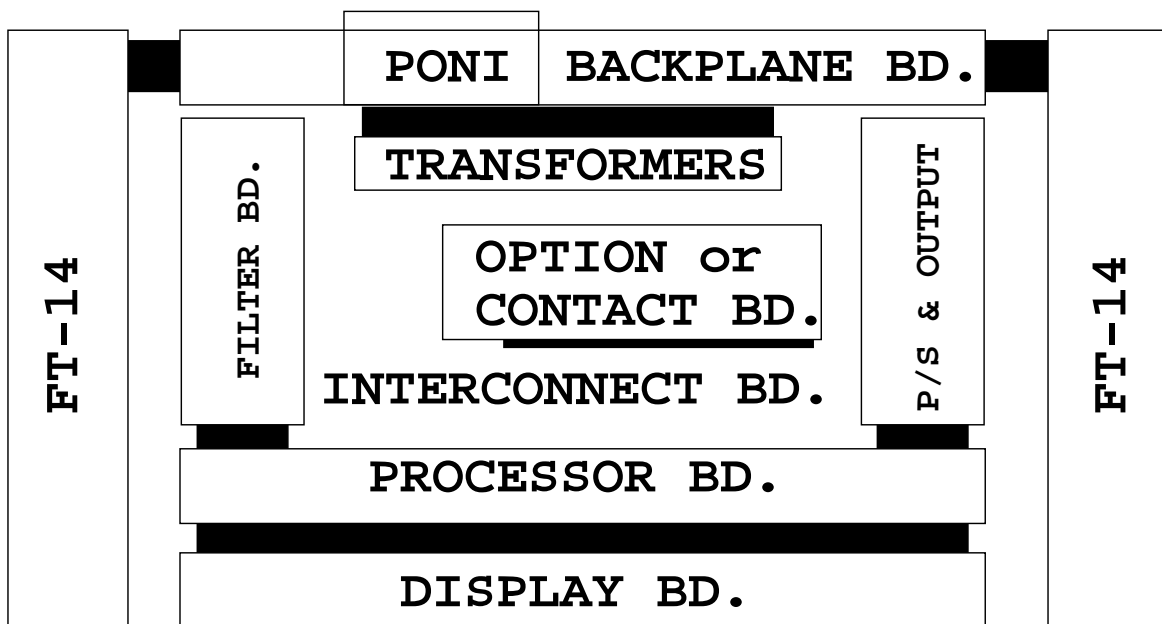 PONI BACKPLANE BD.
TRANSFORMERS
FILTER BD.
P/S & OUTPUT
OPTION or
CONTACT BD.
FT-14
FT-14
INTERCONNECT BD.
PROCESSOR BD.
DISPLAY BD.